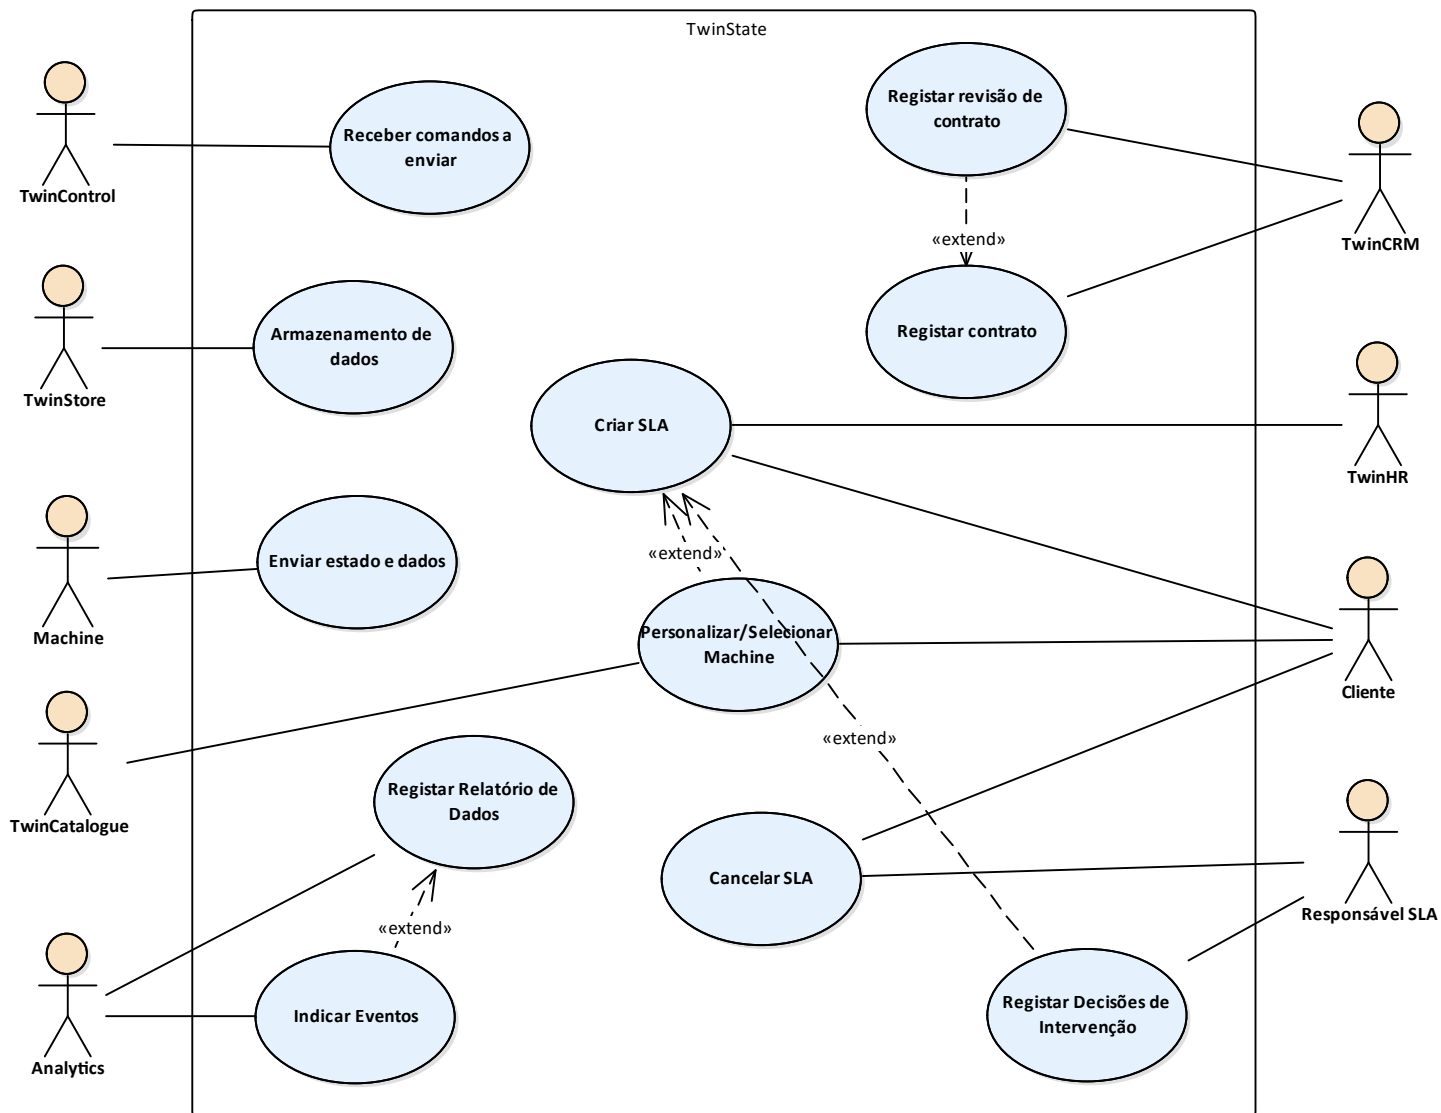 TwinState
Receber comandos a
enviar
Registar revisão de
contrato
TwinControl
TwinCRM
«extend»
Armazenamento de
dados
Registar contrato
TwinStore
Criar SLA
TwinHR
«extend»
Enviar estado e dados
Machine
Personalizar/Selecionar
Machine
Cliente
«extend»
Registar Relatório de
Dados
TwinCatalogue
Cancelar SLA
Responsável SLA
«extend»
Indicar Eventos
Registar Decisões de
Intervenção
Analytics